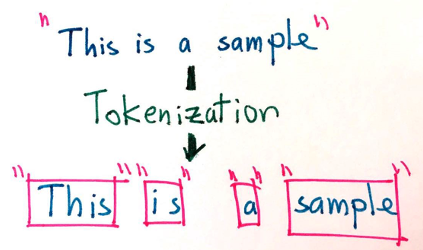 "This is a sample"
Tokenization
"This" "is" "a" "sample"